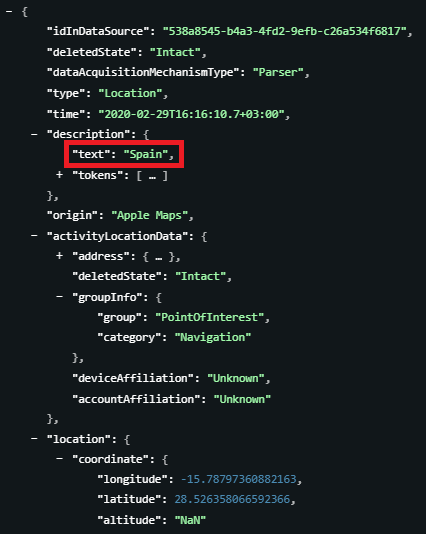 − {
"idInDataSource": "538a8545-b4a3-4fd2-9efb-c26a534f6817",
"deletedState": "Intact",
"dataAcquisitionMechanismType": "Parser",
"type": "Location",
"time": "2020-02-29T16:16:10.7+03:00",
− "description": {
"text": "Spain",
+ "tokens": [ … ]
},
"origin": "Apple Maps",
− "activityLocationData": {
+ "address": { … },
"deletedState": "Intact",
− "groupInfo": {
"group": "PointOfInterest",
"category": "Navigation"
},
"deviceAffiliation": "Unknown",
"accountAffiliation": "Unknown"
},
− "location": {
− "coordinate": {
"longitude": -15.78797360882163,
"latitude": 28.526358066592366,
"altitude": "NaN"